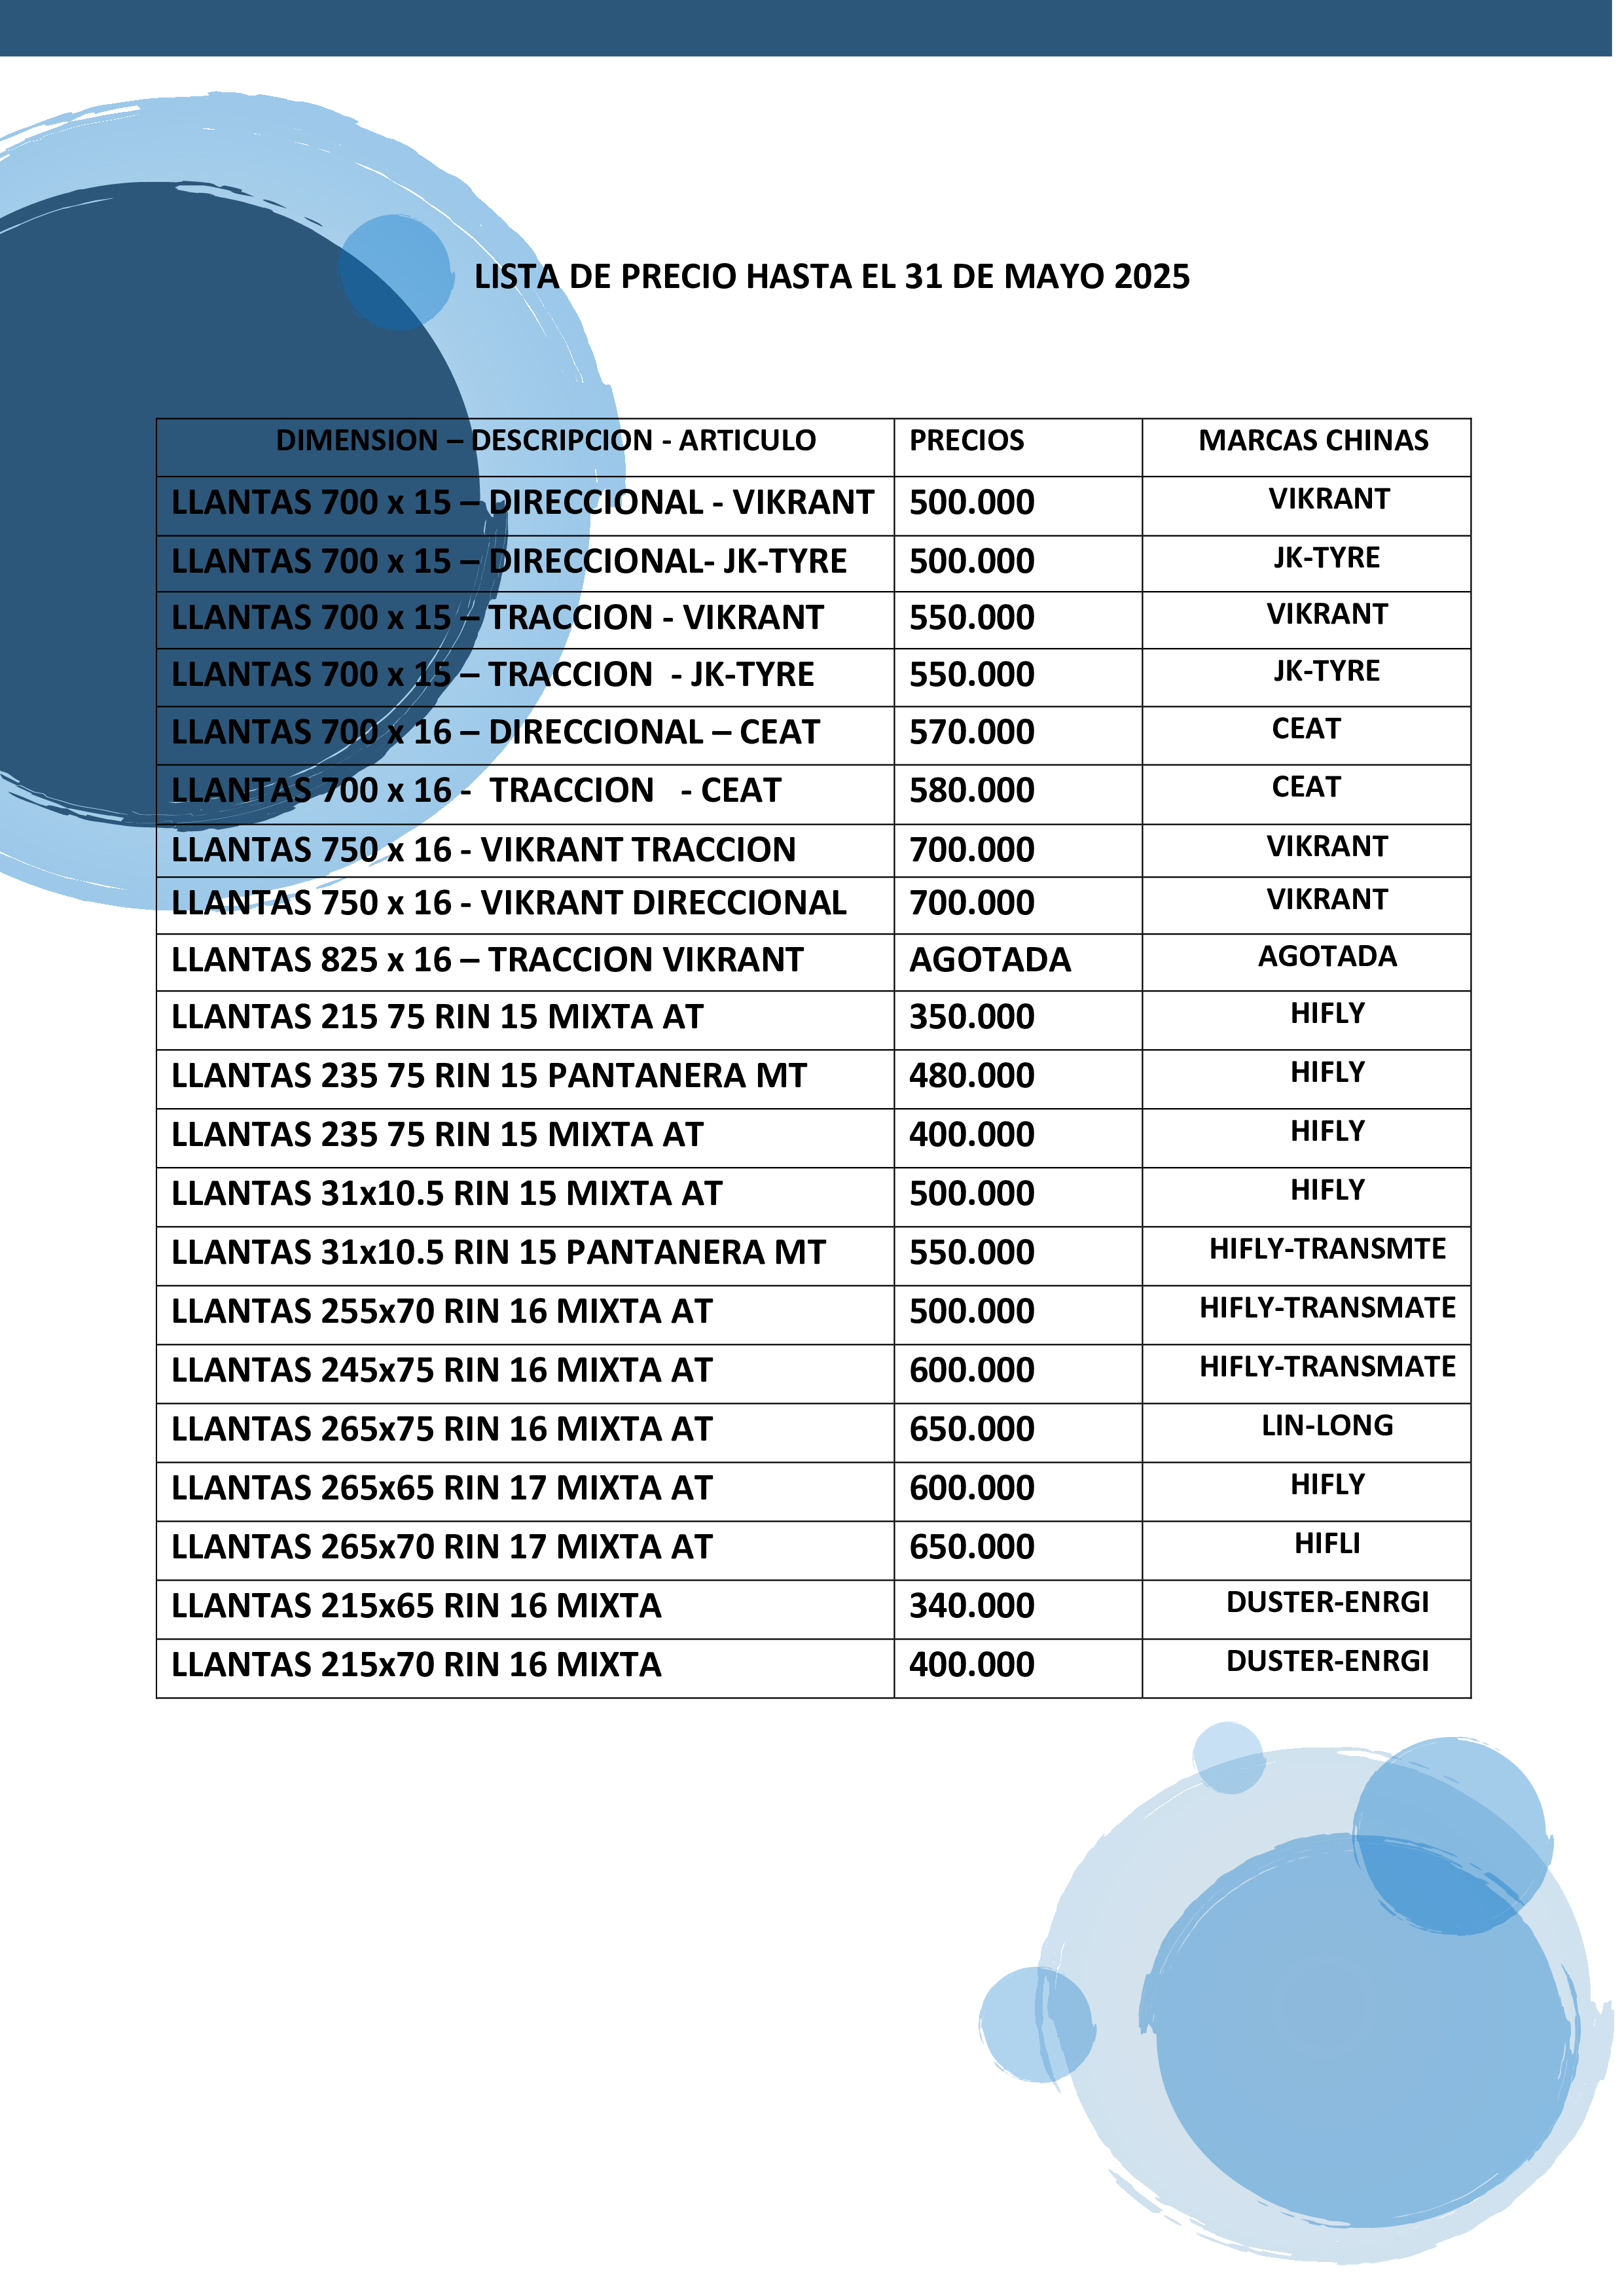 LISTA DE PRECIO HASTA EL 31 DE MAYO 2025
DIMENSION – DESCRIPCION - ARTICULO PRECIOS MARCAS CHINAS
LLANTAS 700 x 15 – DIRECCIONAL - VIKRANT 500.000 VIKRANT
LLANTAS 700 x 15 – DIRECCIONAL- JK-TYRE 500.000 JK-TYRE
LLANTAS 700 x 15 – TRACCION - VIKRANT 550.000 VIKRANT
LLANTAS 700 x 15 – TRACCION - JK-TYRE 550.000 JK-TYRE
LLANTAS 700 x 16 – DIRECCIONAL – CEAT 570.000 CEAT
LLANTAS 700 x 16 - TRACCION - CEAT 580.000 CEAT
LLANTAS 750 x 16 - VIKRANT TRACCION 700.000 VIKRANT
LLANTAS 750 x 16 - VIKRANT DIRECCIONAL 700.000 VIKRANT
LLANTAS 825 x 16 – TRACCION VIKRANT AGOTADA AGOTADA
LLANTAS 215 75 RIN 15 MIXTA AT 350.000 HIFLY
LLANTAS 235 75 RIN 15 PANTANERA MT 480.000 HIFLY
LLANTAS 235 75 RIN 15 MIXTA AT 400.000 HIFLY
LLANTAS 31x10.5 RIN 15 MIXTA AT 500.000 HIFLY
LLANTAS 31x10.5 RIN 15 PANTANERA MT 550.000 HIFLY-TRANSMTE
LLANTAS 255x70 RIN 16 MIXTA AT 500.000 HIFLY-TRANSMATE
LLANTAS 245x75 RIN 16 MIXTA AT 600.000 HIFLY-TRANSMATE
LLANTAS 265x75 RIN 16 MIXTA AT 650.000 LIN-LONG
LLANTAS 265x65 RIN 17 MIXTA AT 600.000 HIFLY
LLANTAS 265x70 RIN 17 MIXTA AT 650.000 HIFLI
LLANTAS 215x65 RIN 16 MIXTA 340.000 DUSTER-ENRGI
LLANTAS 215x70 RIN 16 MIXTA 400.000 DUSTER-ENRGI